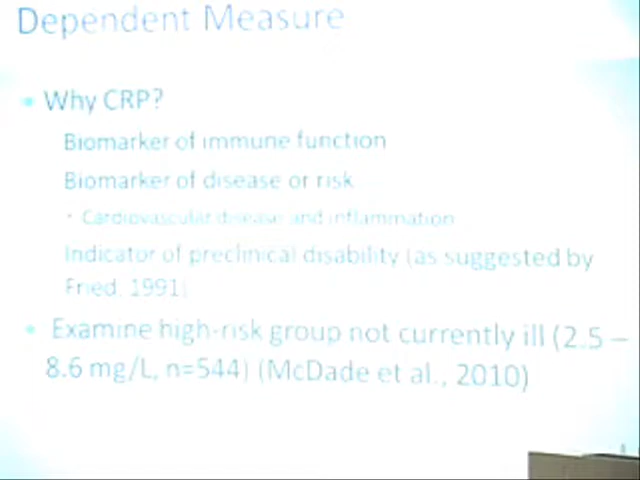 Dependent Measure
• Why CRP?
Biomarker of immune function
Biomarker of disease or risk
• Cardiovascular disease and inflammation
Indicator of preclinical disability (as suggested by
Fried, 1991)
• Examine high-risk group not currently ill (2.5 –
8.6 mg/L, n=544) (McDade et al., 2010)